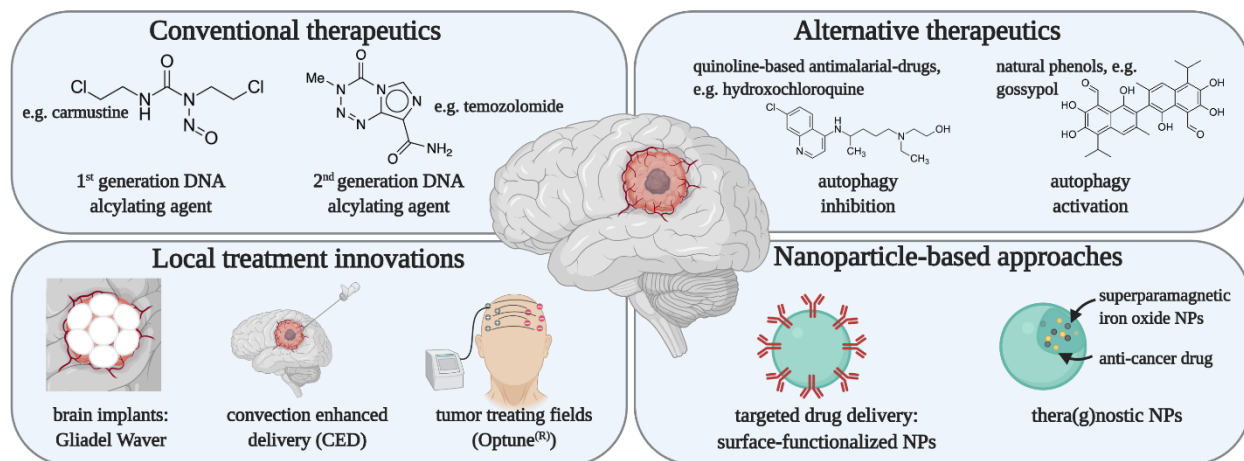 Conventional therapeutics
Cl
O
Cl
N
H
N
N
O
e.g. carmustine
1st generation DNA
alcylating agent
O
Me
N
N
N
N
N
O
NH2
e.g. temozolomide
2nd generation DNA
alcylating agent
Alternative therapeutics
quinoline-based antimalarial-drugs,
e.g. hydroxochloroquine
Cl
N
HN
CH3
N
OH
CH3
autophagy
inhibition
natural phenols, e.g.
gossypol
O
OH
OH
HO
OH
HO
OH
O
autophagy
activation
Local treatment innovations
brain implants:
Gliadel Waver
convection enhanced
delivery (CED)
tumor treating fields
(Optune(R))
Nanoparticle-based approaches
targeted drug delivery:
surface-functionalized NPs
superparamagnetic
iron oxide NPs
anti-cancer drug
thera(g)nostic NPs